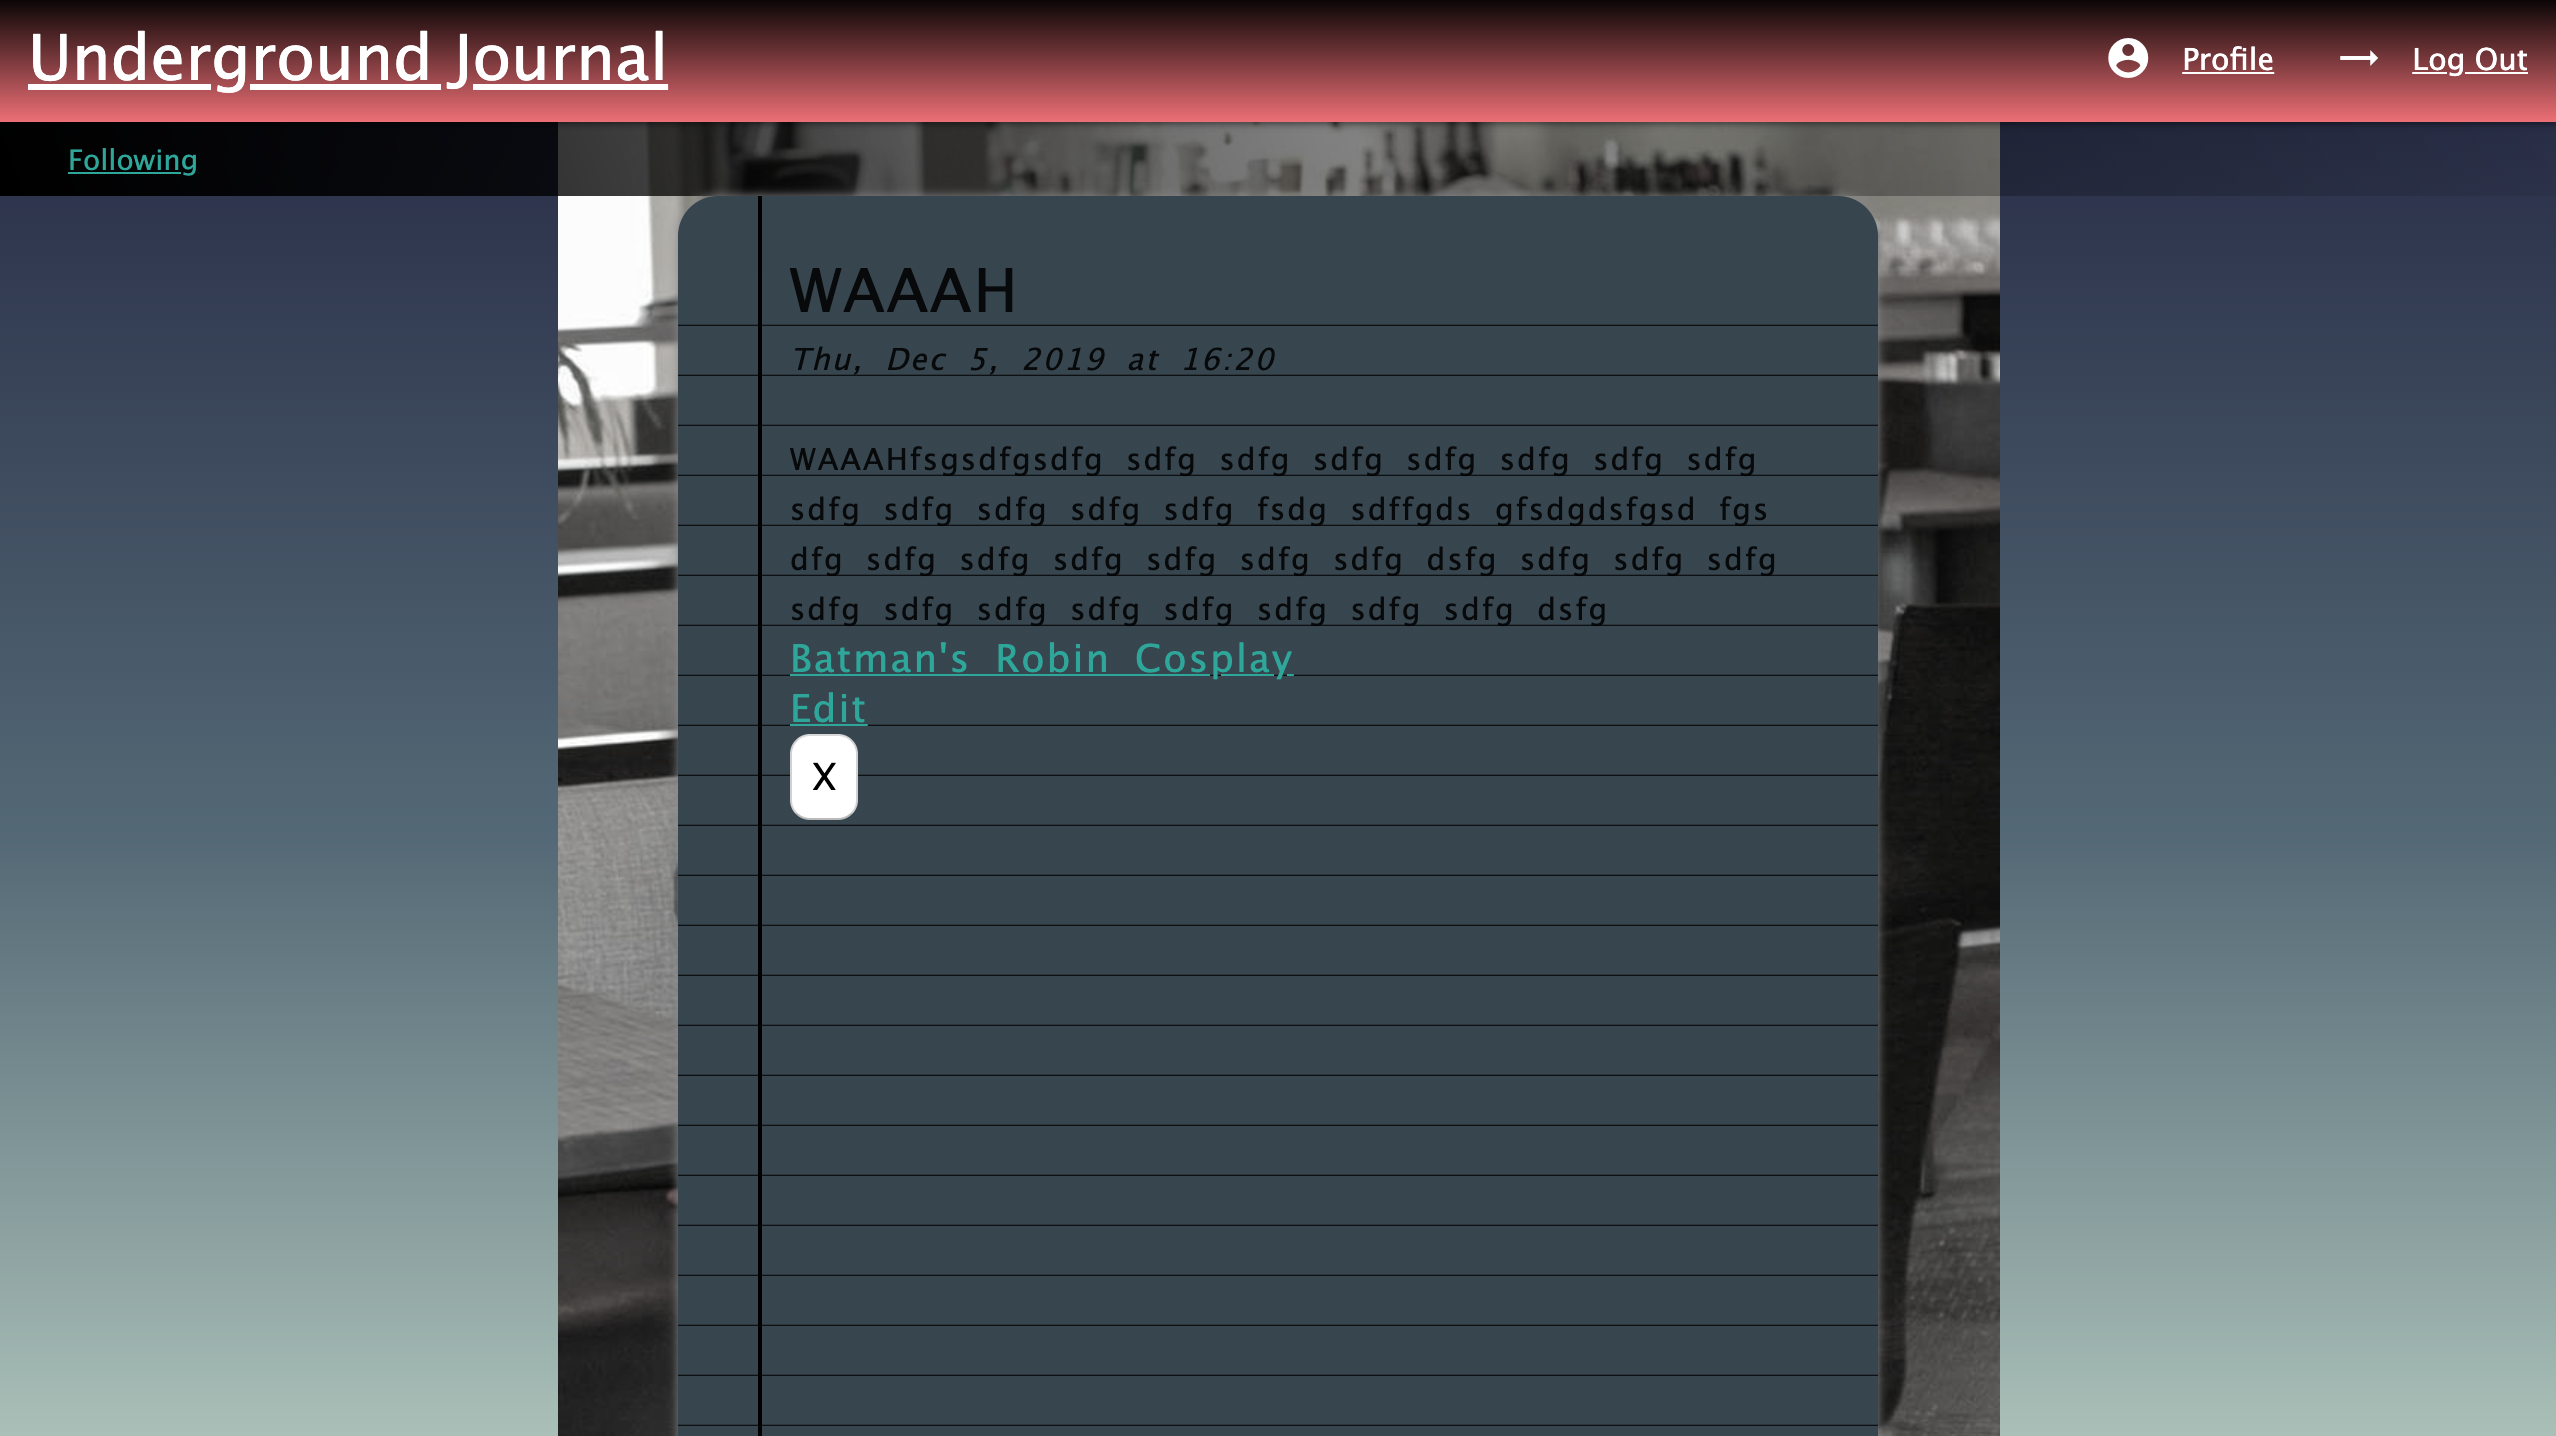 Underground Journal
Profile
Log Out
Following
WAAAH
Thu, Dec 5, 2019 at 16:20
WAAAHfsgsdfgsdfg sdfg sdfg sdfg sdfg sdfg sdfg sdfg
sdfg sdfg sdfg sdfg sdfg fsdg sdffgds gfsdgdsfgsd fgs
dfg sdfg sdfg sdfg sdfg sdfg sdfg dsfg sdfg sdfg sdfg
sdfg sdfg sdfg sdfg sdfg sdfg sdfg sdfg dsfg
Batman's Robin Cosplay
Edit
X